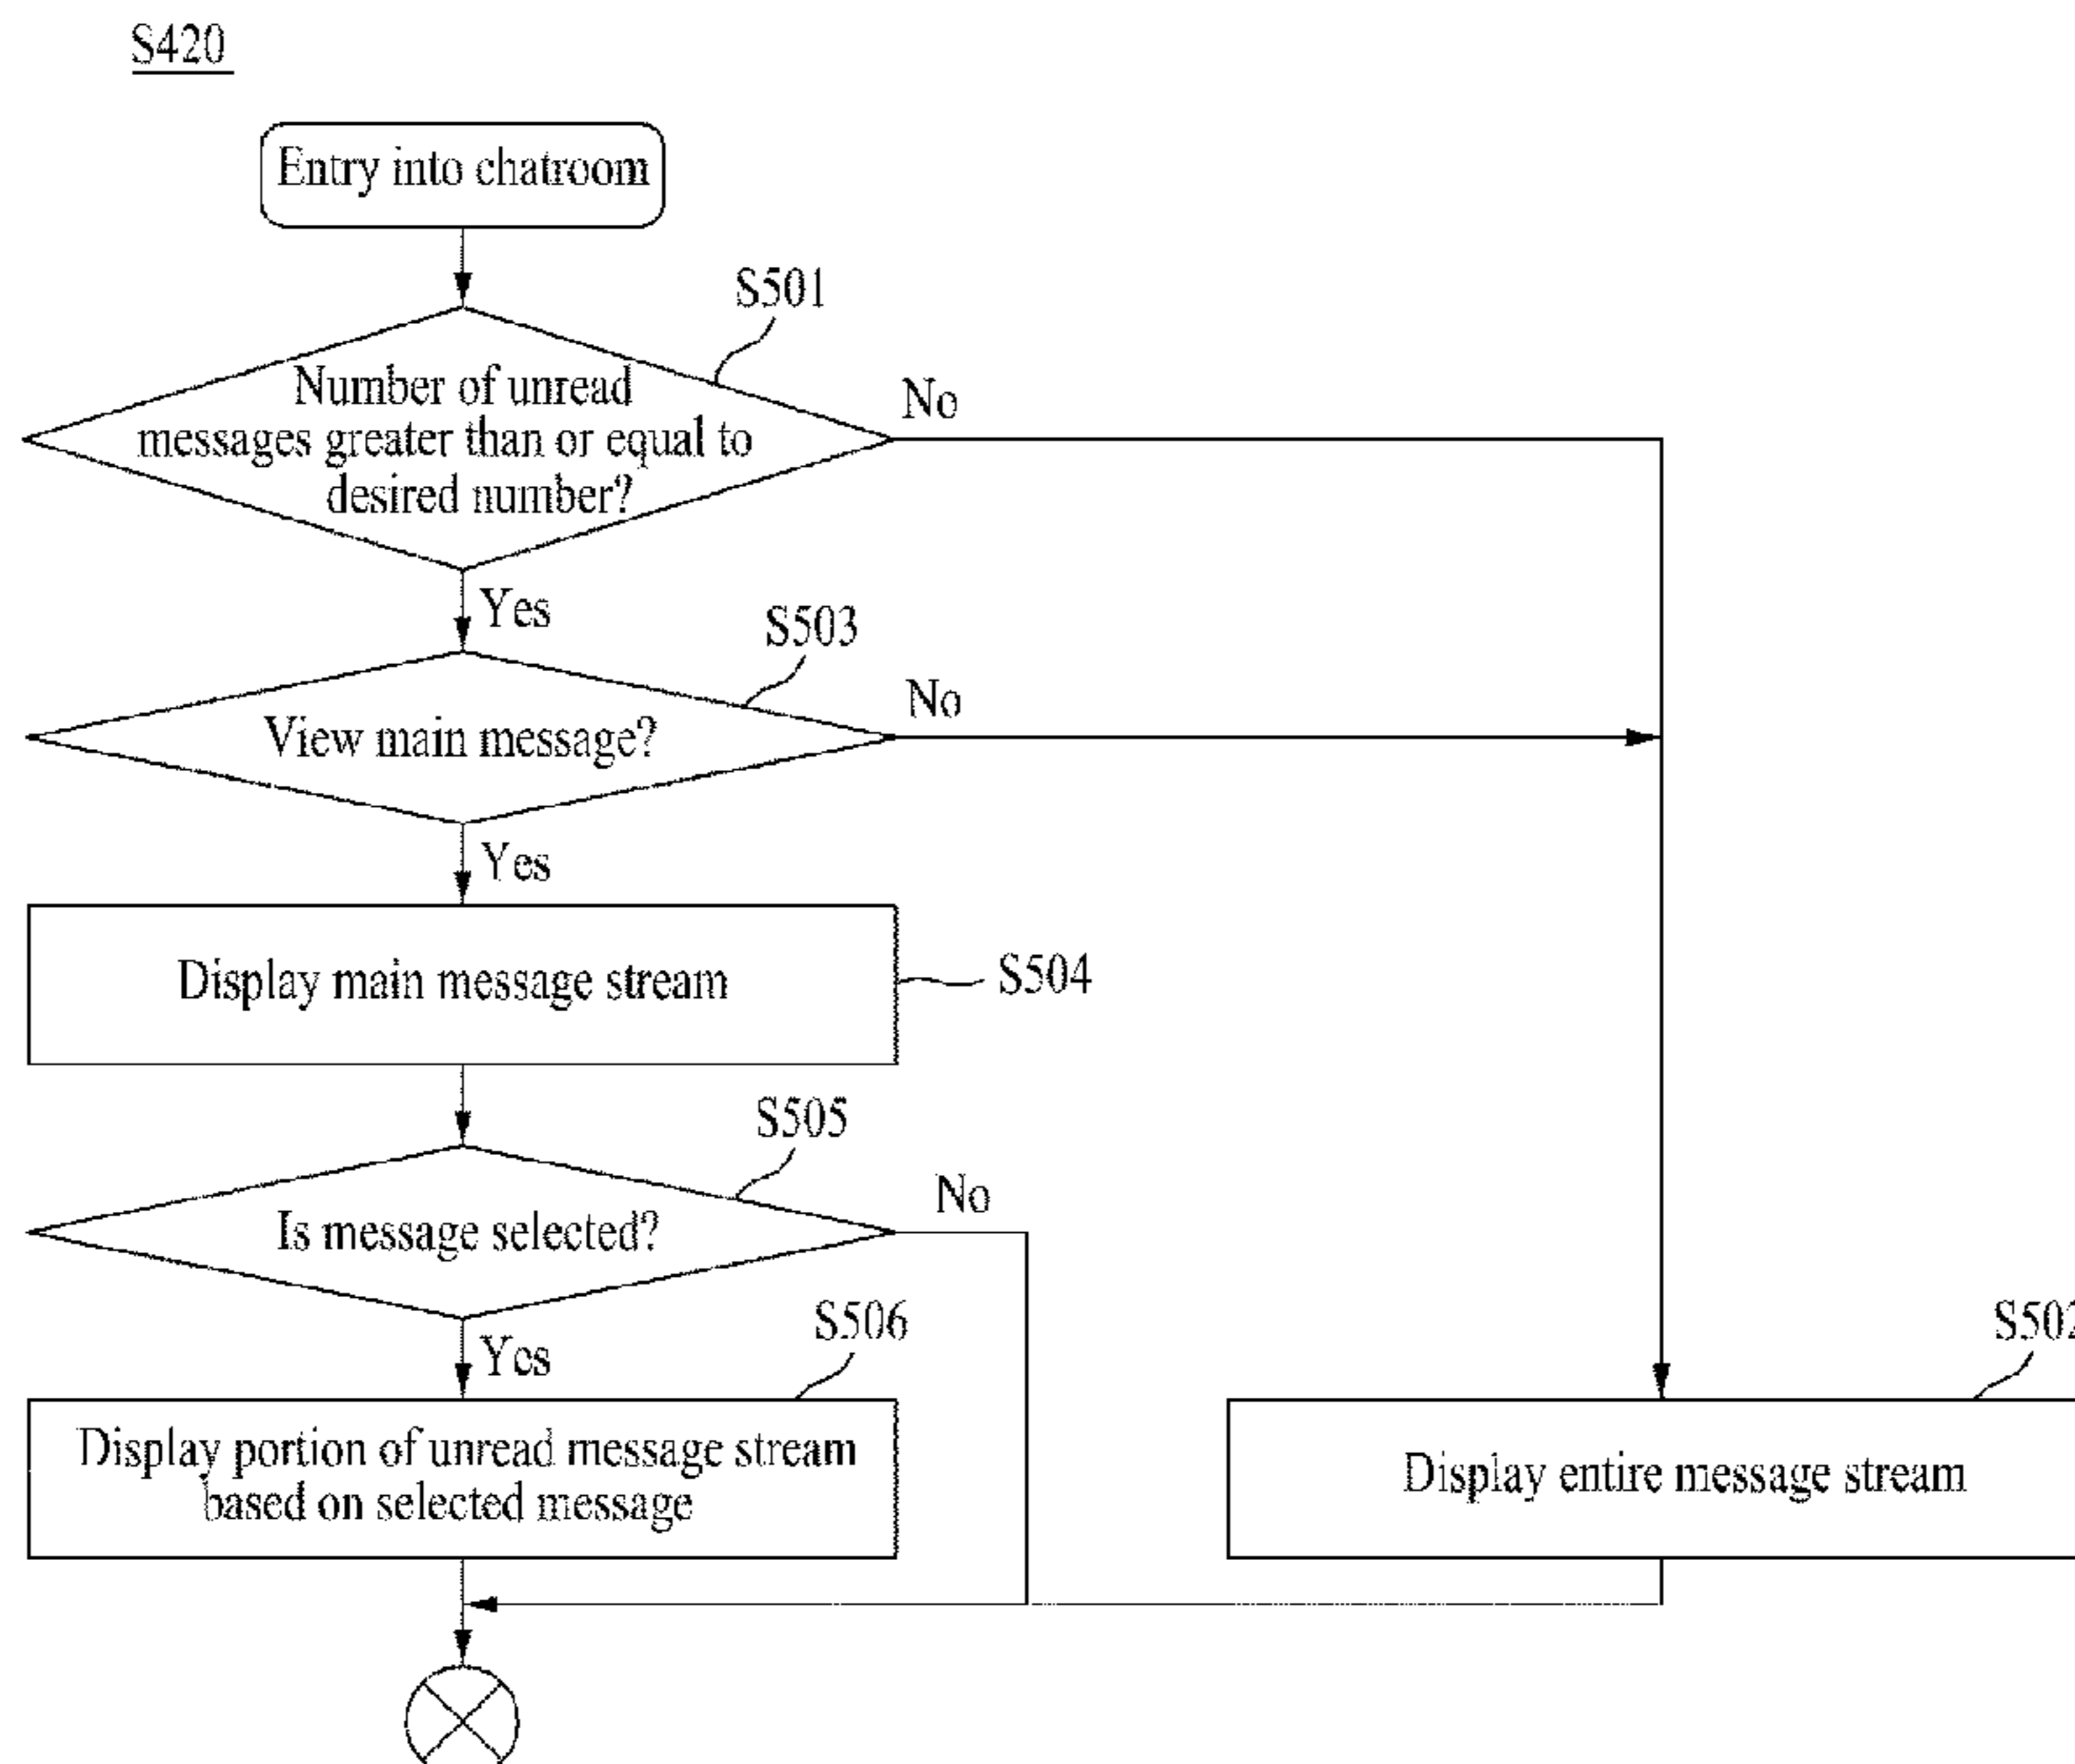 S420
Entry into chatroom
S501
Number of unread
messages greater than or equal to
desired number?
No
Yes
S503
View main message?
No
Yes
Display main message stream
S504
S505
Is message selected?
No
Yes
S506
Display portion of unread message stream
based on selected message
S502
Display entire message stream